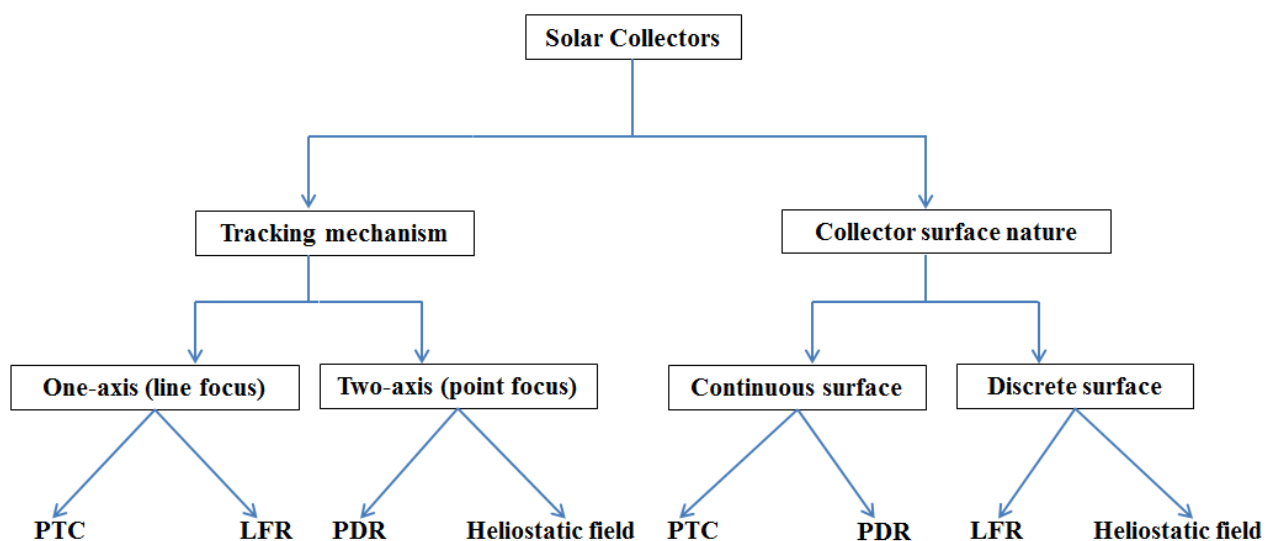 Solar Collectors
Tracking mechanism
Collector surface nature
One-axis (line focus)
Two-axis (point focus)
Continuous surface
Discrete surface
PTC
LFR
PDR
Heliostatic field
PTC
PDR
LFR
Heliostatic field